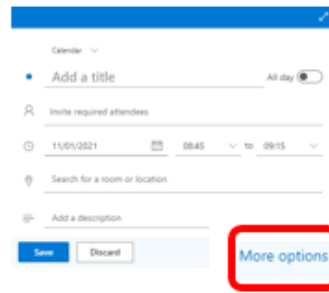 Calendar
Add a title All day
Invite required attendees
11/01/2021 08:45 to 09:15
Search for a room or location
Add a description
Save Discard More options